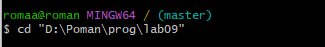 romaa@roman MINGW64 / (master)
$ cd "D:\Poman\prog\lab09"